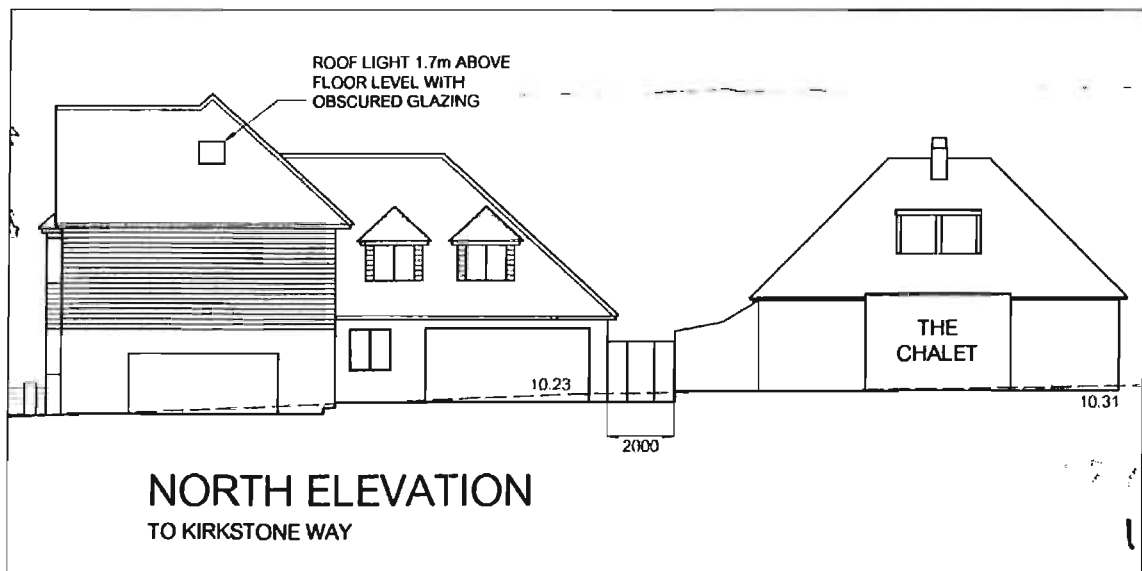 ROOF LIGHT 1.7m ABOVE
FLOOR LEVEL WITH
OBSCURED GLAZING
THE
CHALET
10.23
10.31
2000
NORTH ELEVATION
TO KIRKSTONE WAY